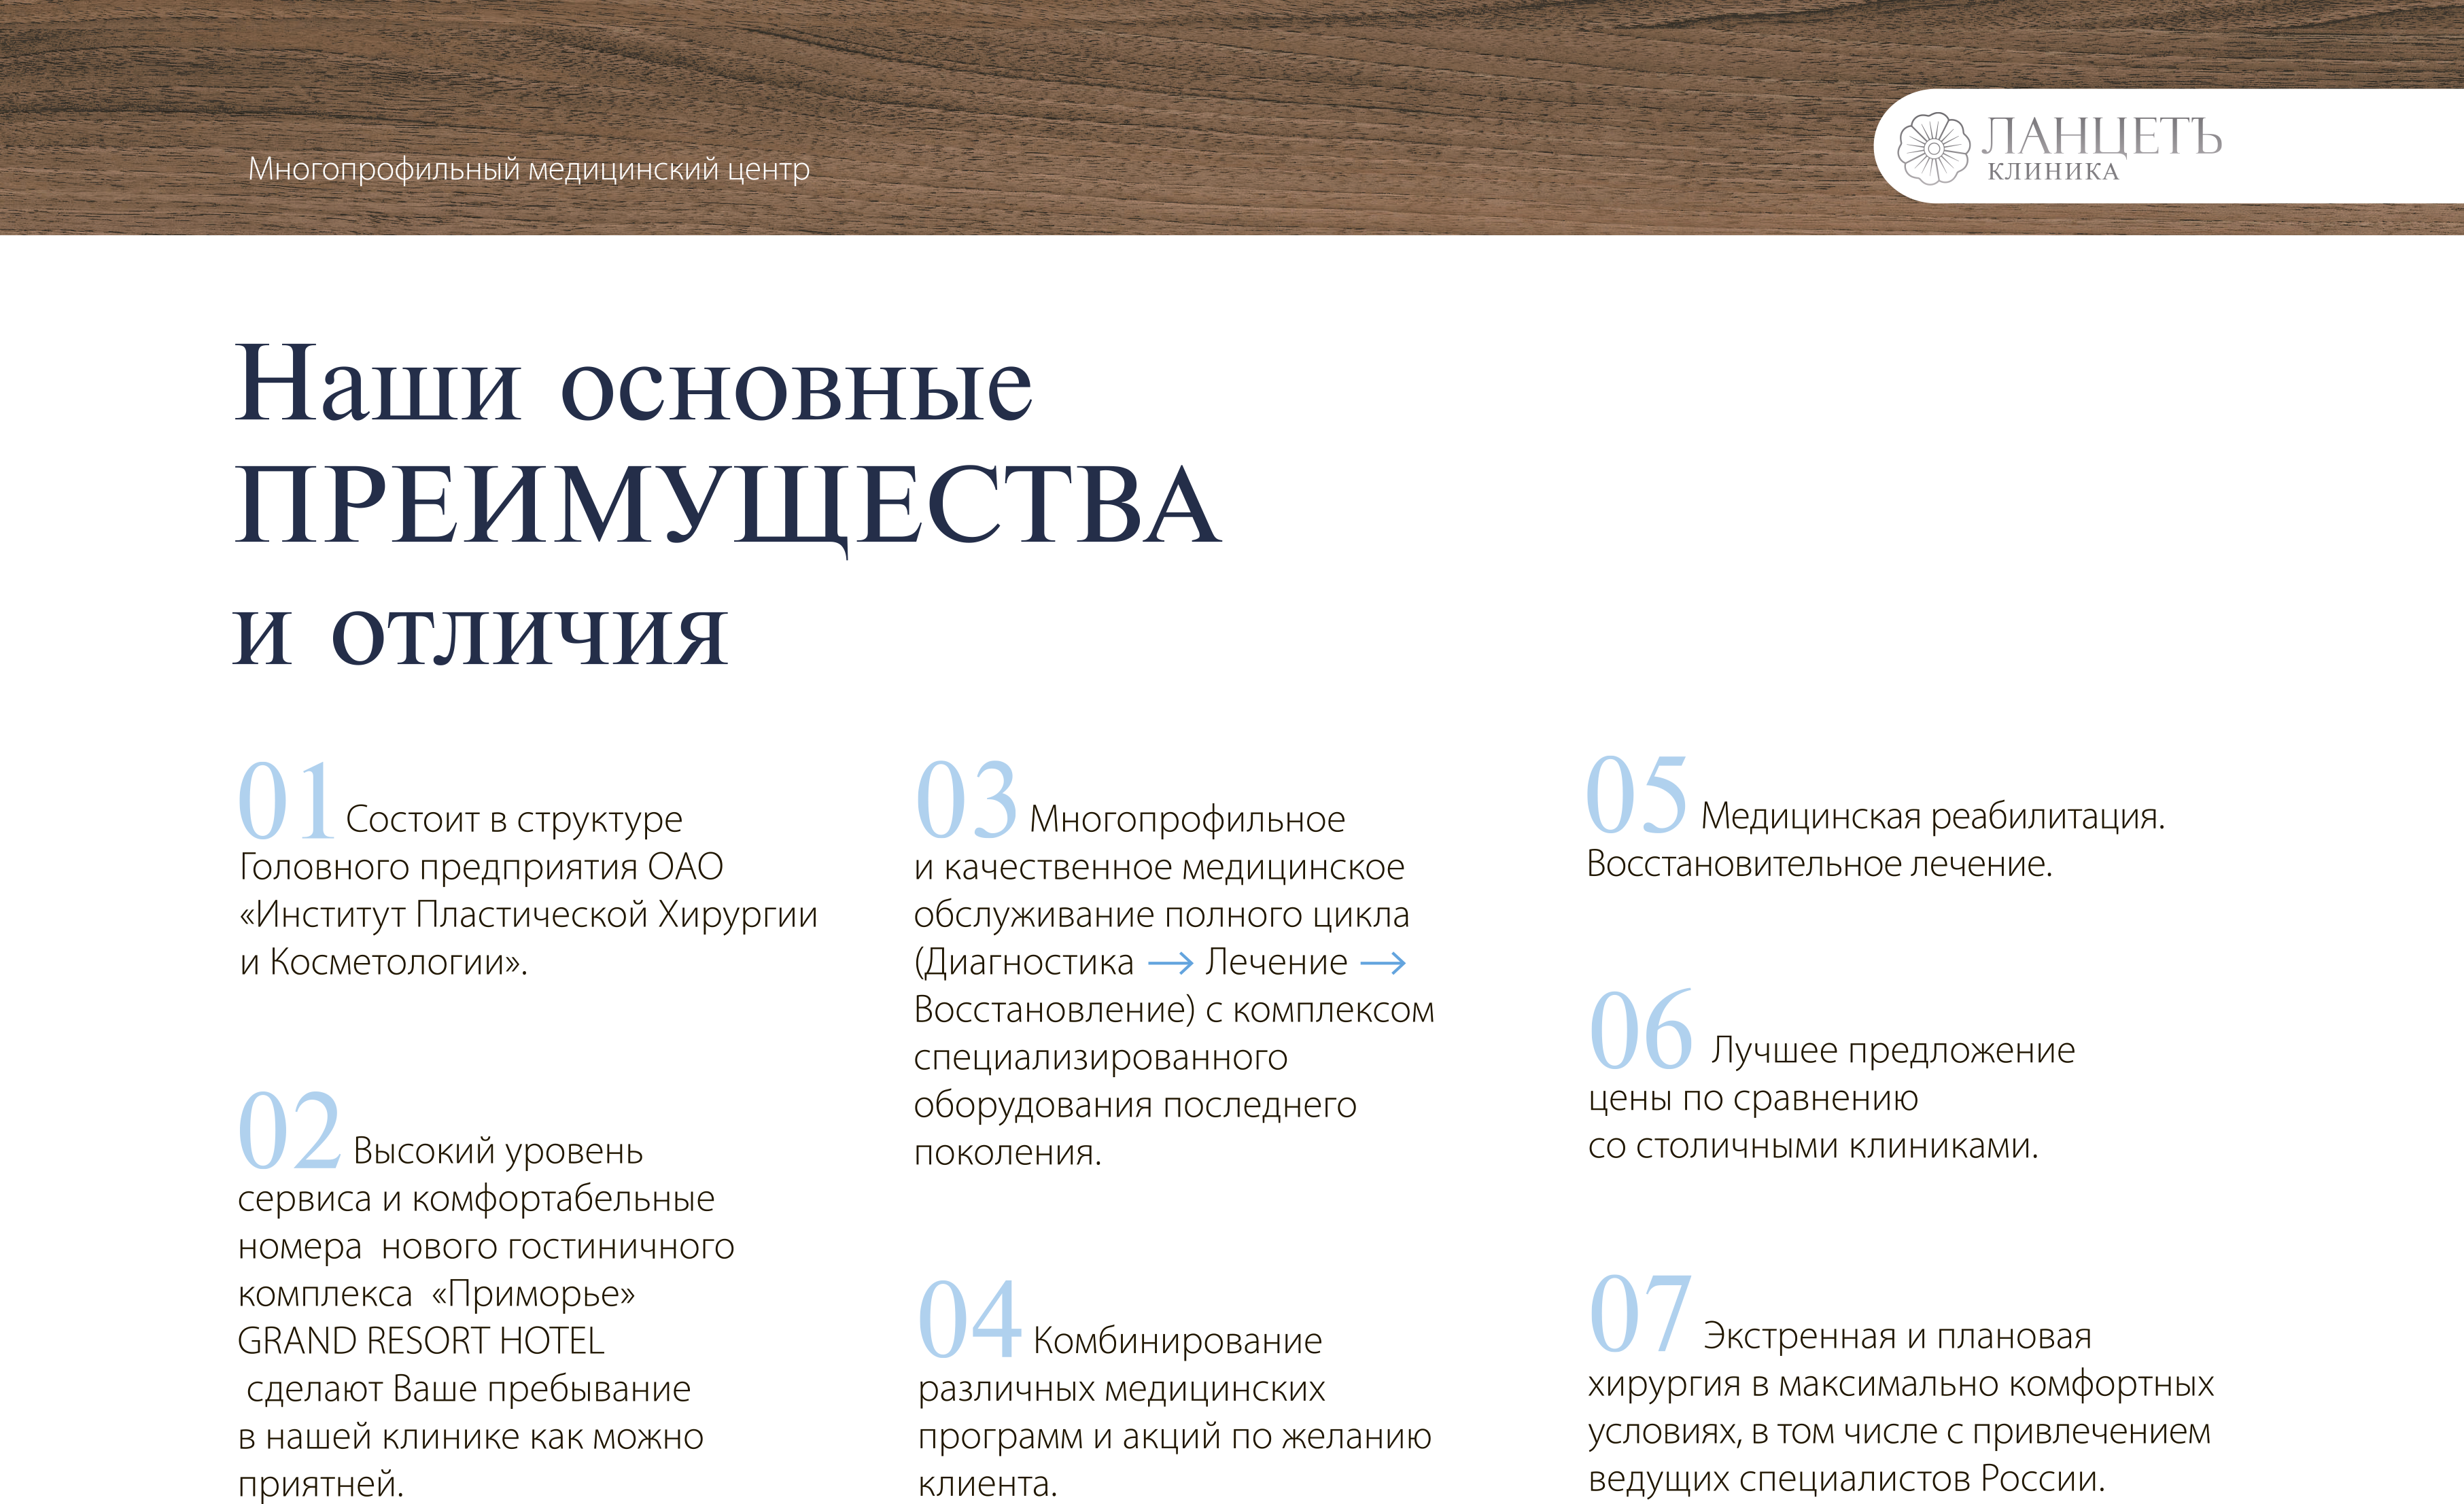 Многопрофильный медицинский центр
ЛАНЦЕТЪ
КЛИНИКА
Наши основные
ПРЕИМУЩЕСТВА
и отличия
01 Состоит в структуре
Головного предприятия ОАО
«Институт Пластической Хирургии
и Косметологии».
02 Высокий уровень
сервиса и комфортабельные
номера нового гостиничного
комплекса «Приморье»
GRAND RESORT HOTEL
сделают Ваше пребывание
в нашей клинике как можно
приятней.
03 Многопрофильное
и качественное медицинское
обслуживание полного цикла
(Диагностика → Лечение →
Восстановление) с комплексом
специализированного
оборудования последнего
поколения.
04 Комбинирование
различных медицинских
программ и акций по желанию
клиента.
05 Медицинская реабилитация.
Восстановительное лечение.
06 Лучшее предложение
цены по сравнению
со столичными клиниками.
07 Экстренная и плановая
хирургия в максимально комфортных
условиях, в том числе с привлечением
ведущих специалистов России.